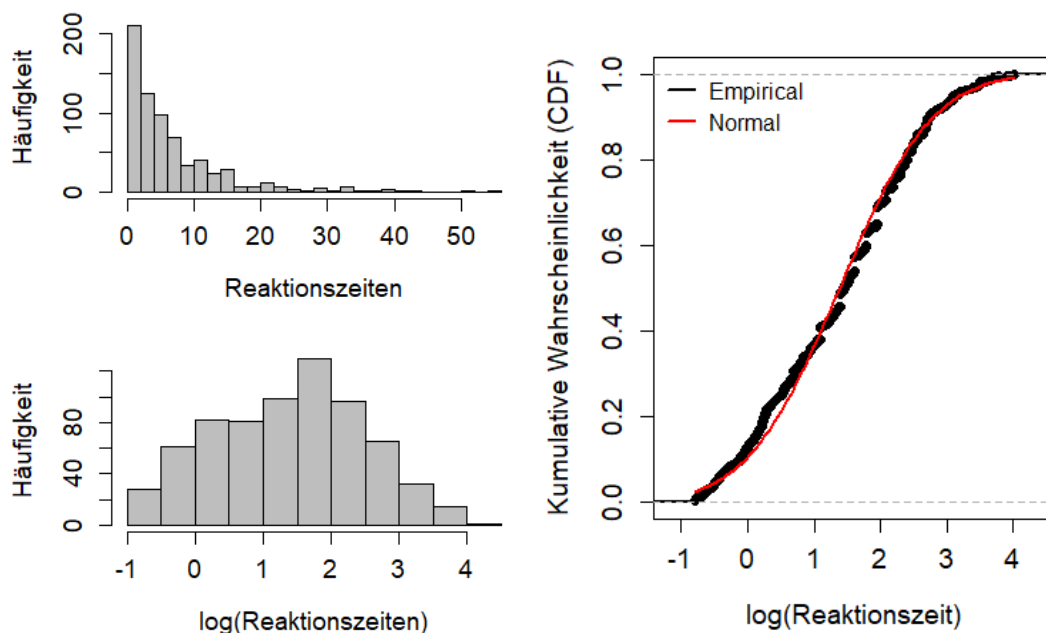 Häufigkeit
0 100 200
0 10 20 30 40 50
Reaktionszeiten
Häufigkeit
0 40 80
-1 0 1 2 3 4
log(Reaktionszeiten)
Kumulative Wahrscheinlichkeit (CDF)
0.0 0.2 0.4 0.6 0.8 1.0
Empirical
Normal
-1 0 1 2 3 4
log(Reaktionszeit)